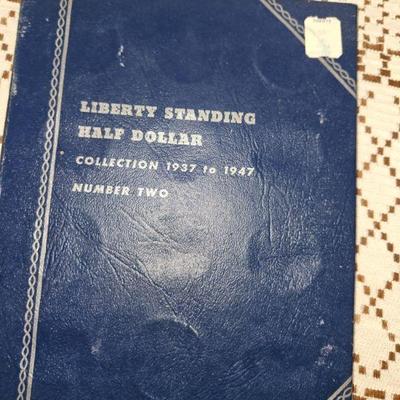 LIBERTY STANDING
HALF DOLLAR
COLLECTION 1937 to 1947
NUMBER TWO